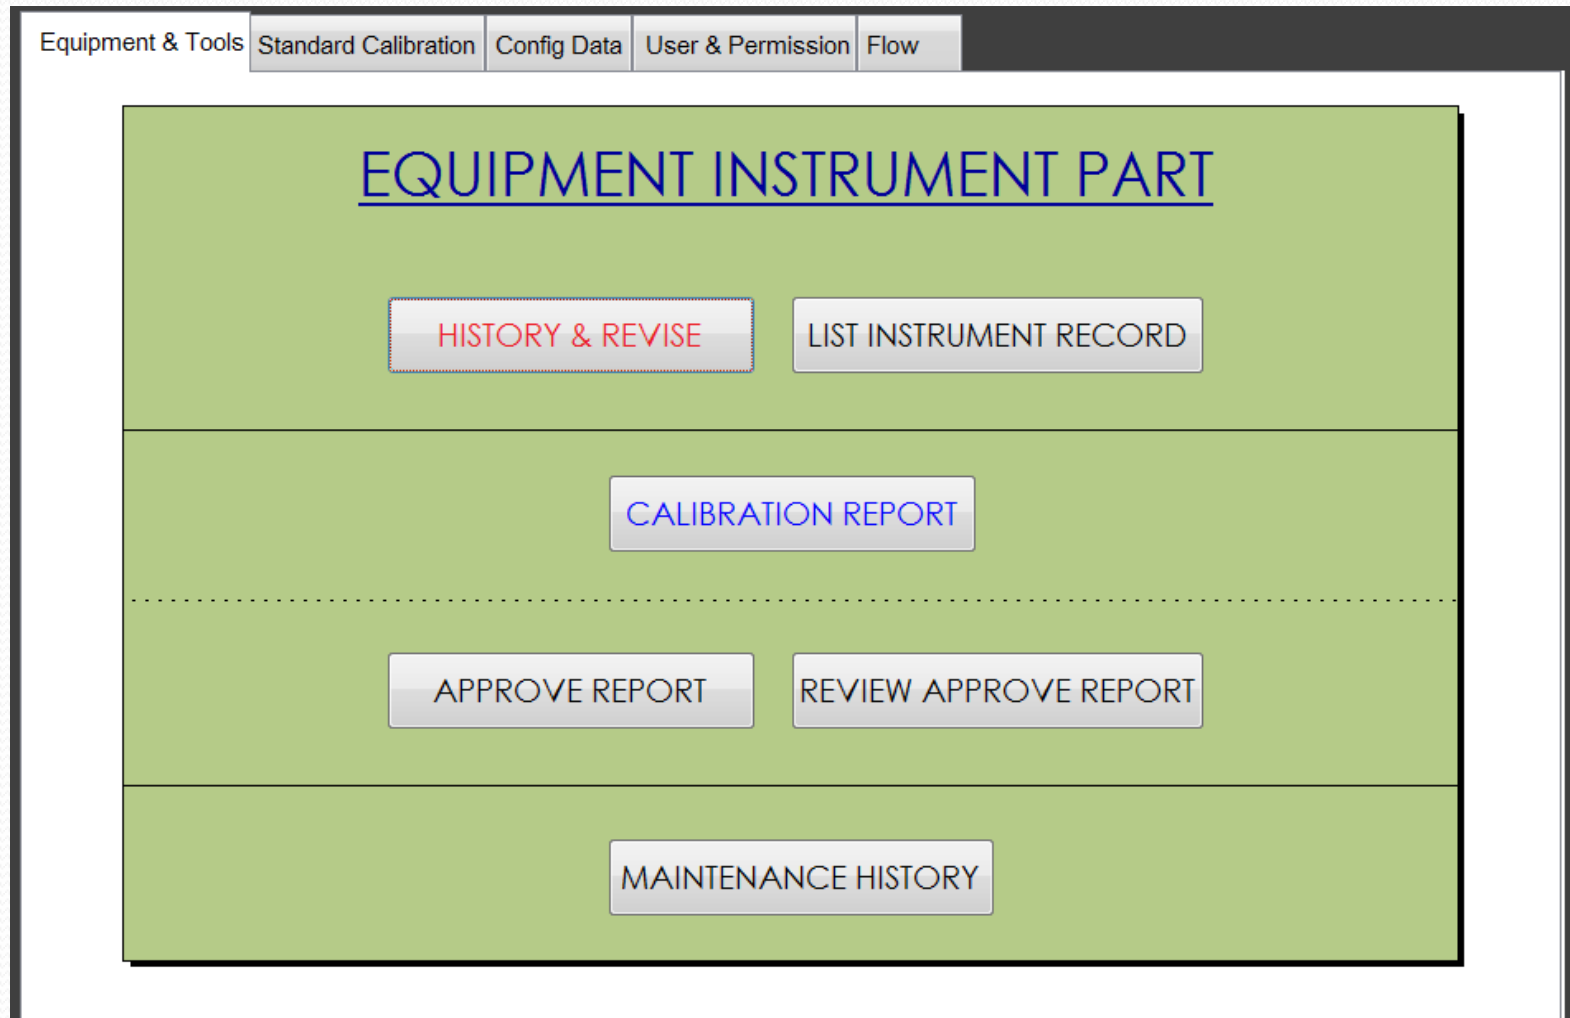 Equipment & Tools Standard Calibration Config Data User & Permission Flow
EQUIPMENT INSTRUMENT PART
HISTORY & REVISE LIST INSTRUMENT RECORD
CALIBRATION REPORT
APPROVE REPORT REVIEW APPROVE REPORT
MAINTENANCE HISTORY